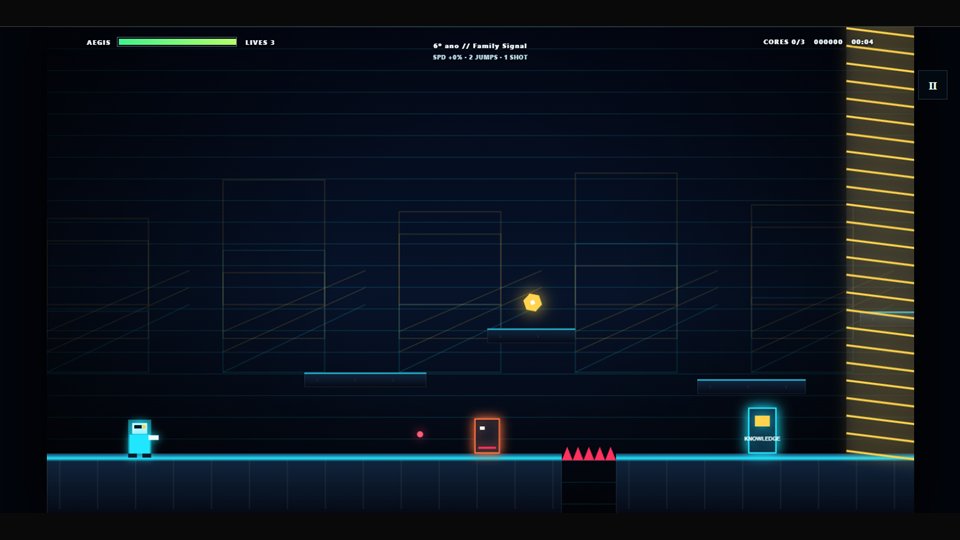 AEGIS LIVES 3
6º ano // Family Signal
SPD +0% · 2 JUMPS · 1 SHOT
CORES 0/3 000000 00:04
II
KNOWLEDGE